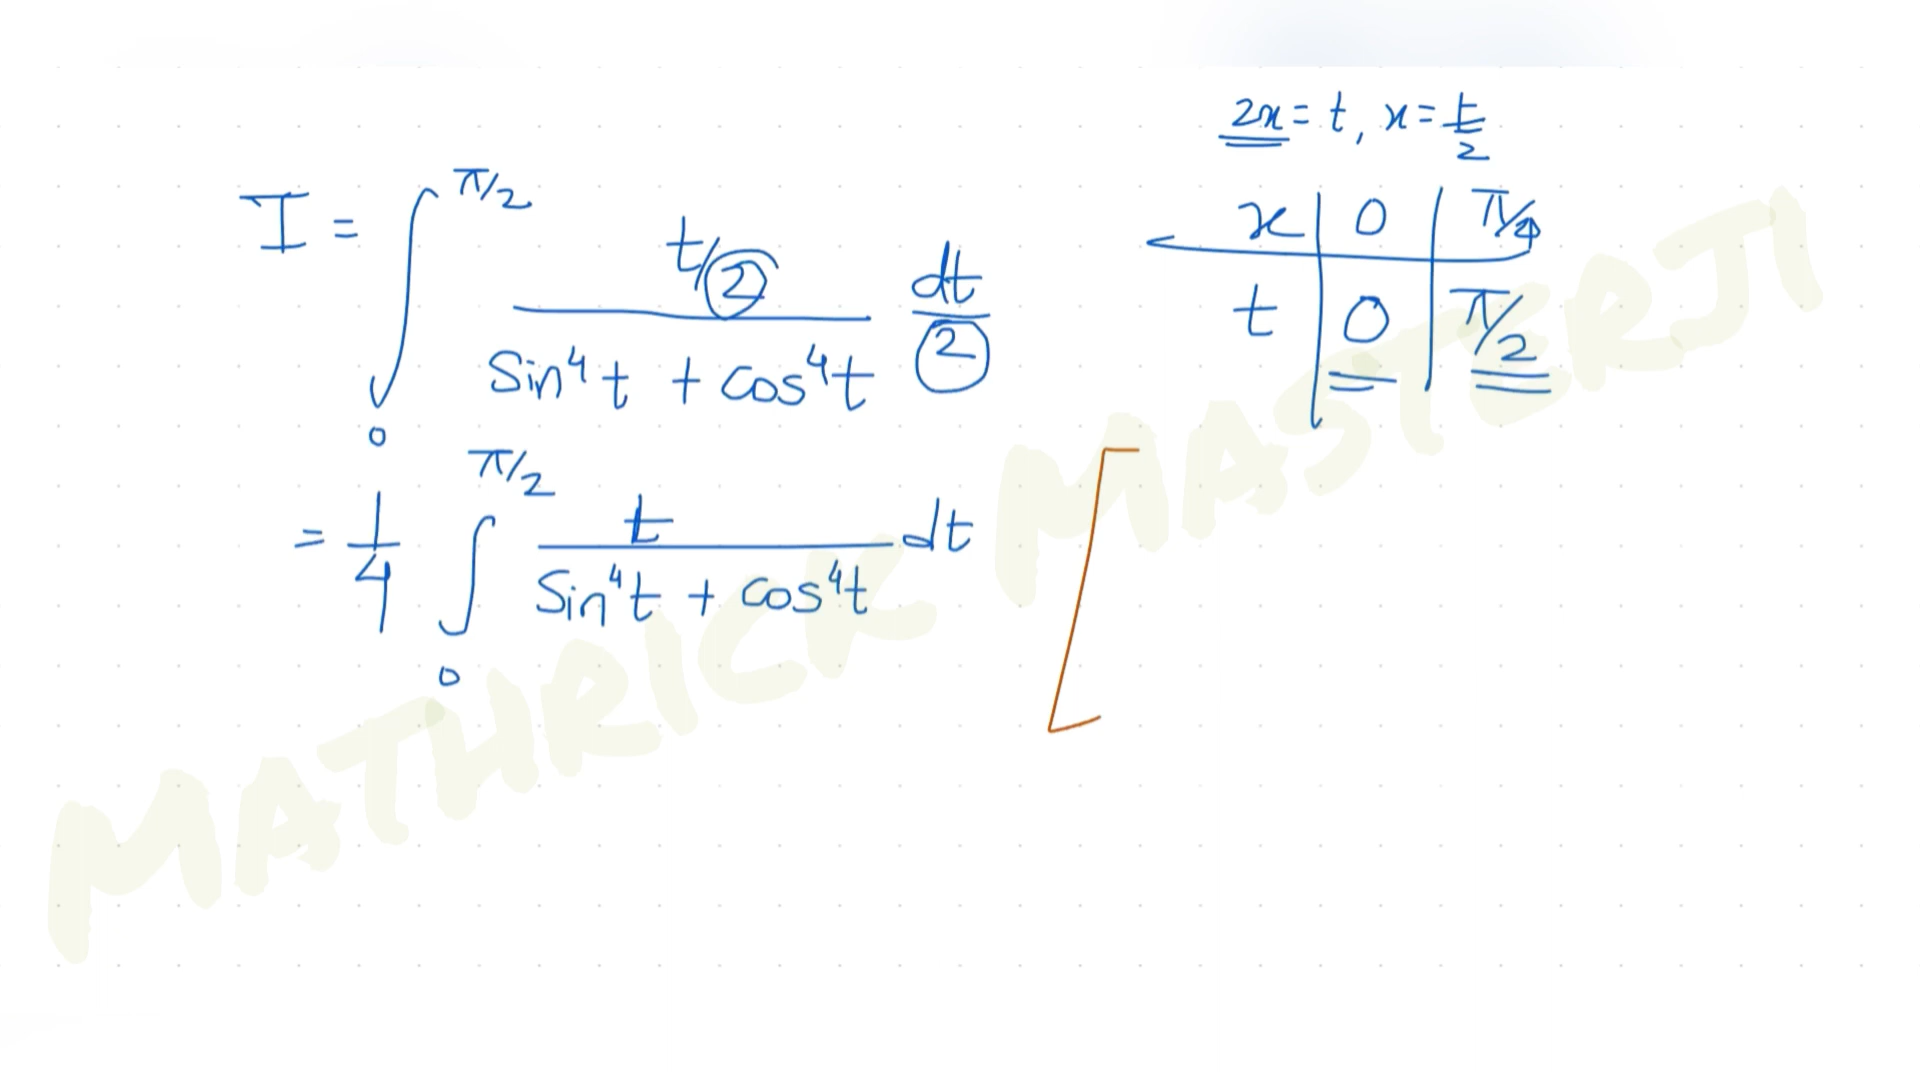 2x = t, x = t/2
I = ∫₀^π/2 (t/2)/(Sin⁴t + cos⁴t) dt/2
x | 0 | π/4
t | 0 | π/2
= 1/4 ∫₀^π/2 t/(Sin⁴t + cos⁴t) dt
MATHRICK MASTERJI